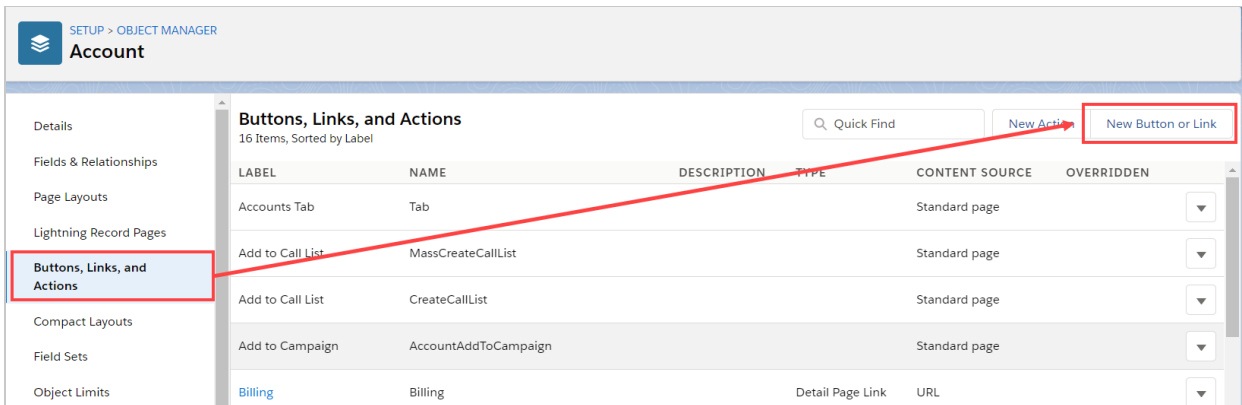 SETUP > OBJECT MANAGER
Account
Details
Fields & Relationships
Page Layouts
Lightning Record Pages
Buttons, Links, and
Actions
Compact Layouts
Field Sets
Object Limits
Buttons, Links, and Actions
16 Items, Sorted by Label
Quick Find
New Action
New Button or Link
LABEL NAME DESCRIPTION TYPE CONTENT SOURCE OVERRIDDEN
Accounts Tab Tab Standard page
Add to Call List MassCreateCallList Standard page
Add to Call List CreateCallList Standard page
Add to Campaign AccountAddToCampaign Standard page
Billing Billing Detail Page Link URL